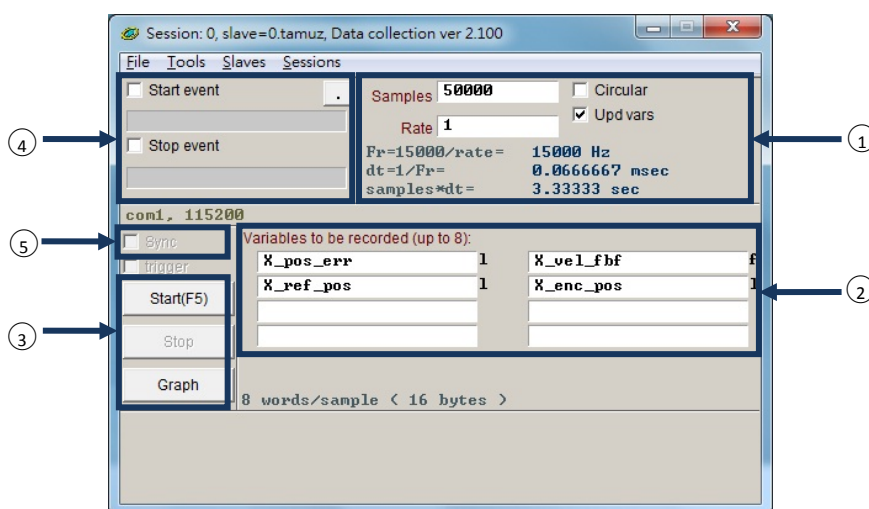 Session: 0, slave=0.tamuz, Data collection ver 2.100
File Tools Slaves Sessions
Start event .
Stop event
Samples 50000
Circular
Rate 1
Upd vars
Fr=15000/rate= 15000 Hz
dt=1/Fr= 0.0666667 msec
samples*dt= 3.33333 sec
com1, 115200
Sync
trigger
Start(F5)
Stop
Graph
Variables to be recorded (up to 8):
X_pos_err l X_vel_fbf f
X_ref_pos l X_enc_pos l
8 words/sample ( 16 bytes )
4
1
5
2
3